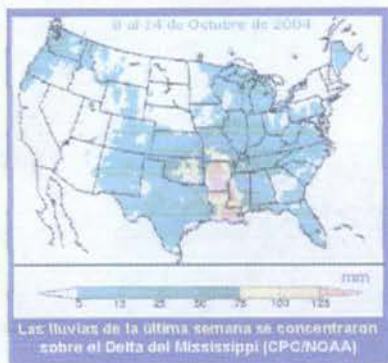 8 al 14 de Octubre de 2004
mm
5 13 25 50 75 100 125
Las lluvias de la última semana se concentraron
sobre el Delta del Mississippi (CPC/NOAA)